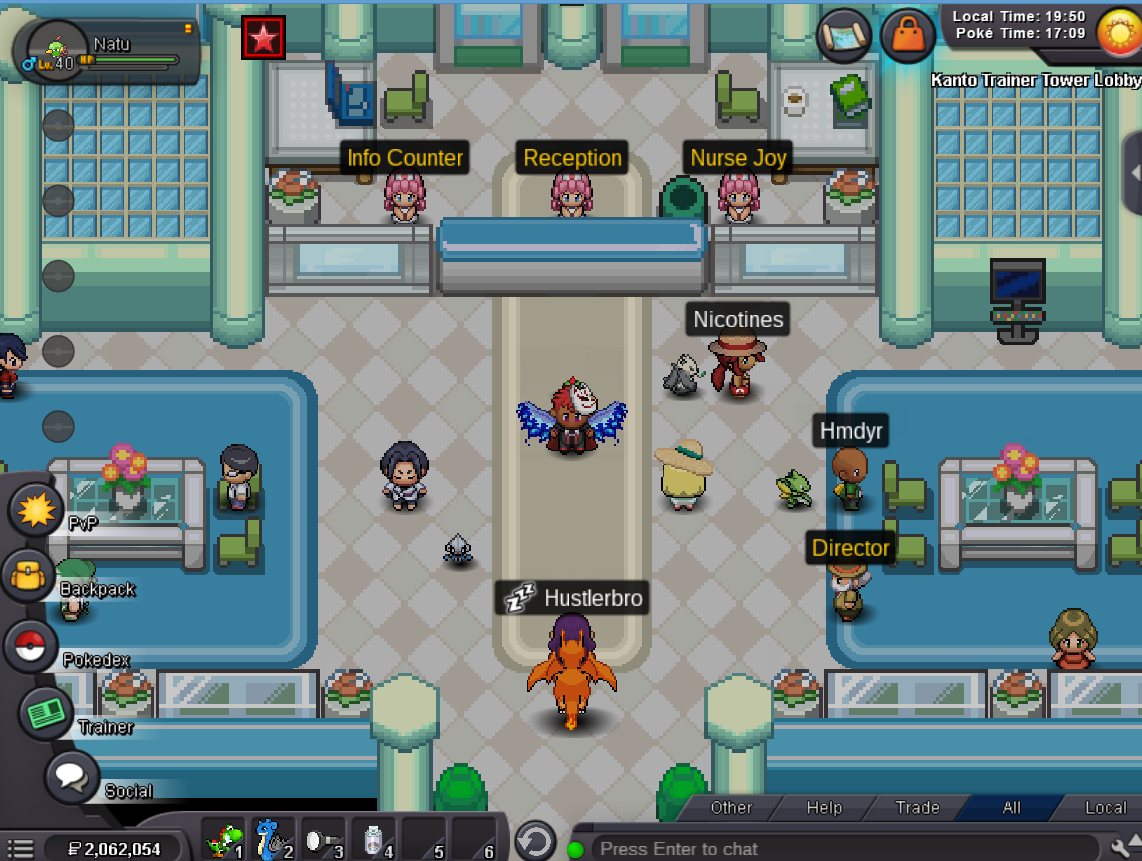 Natu
Lv. 40
HP
Local Time: 19:50
Poké Time: 17:09
Kanto Trainer Tower Lobby
Info Counter
Reception
Nurse Joy
Nicotines
Hmdyr
Director
Hustlerbro
PvP
Backpack
Pokedex
Trainer
Social
Other
Help
Trade
All
Local
2,062,054
1
2
3
4
5
6
Press Enter to chat